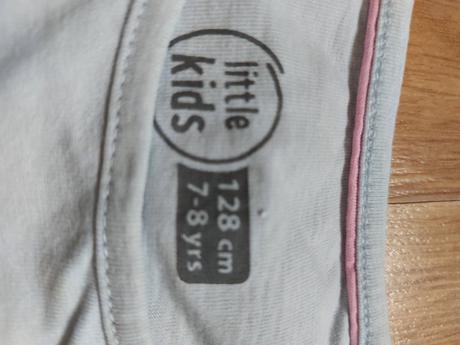 little
kids
128 cm
7-8 yrs